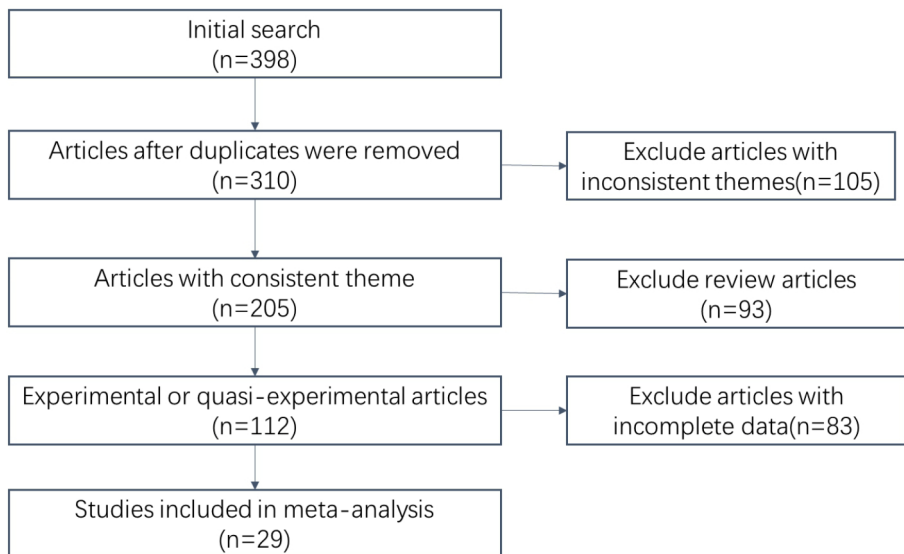 Initial search
(n=398)
Articles after duplicates were removed
(n=310)
Exclude articles with
inconsistent themes(n=105)
Articles with consistent theme
(n=205)
Exclude review articles
(n=93)
Experimental or quasi-experimental articles
(n=112)
Exclude articles with
incomplete data(n=83)
Studies included in meta-analysis
(n=29)